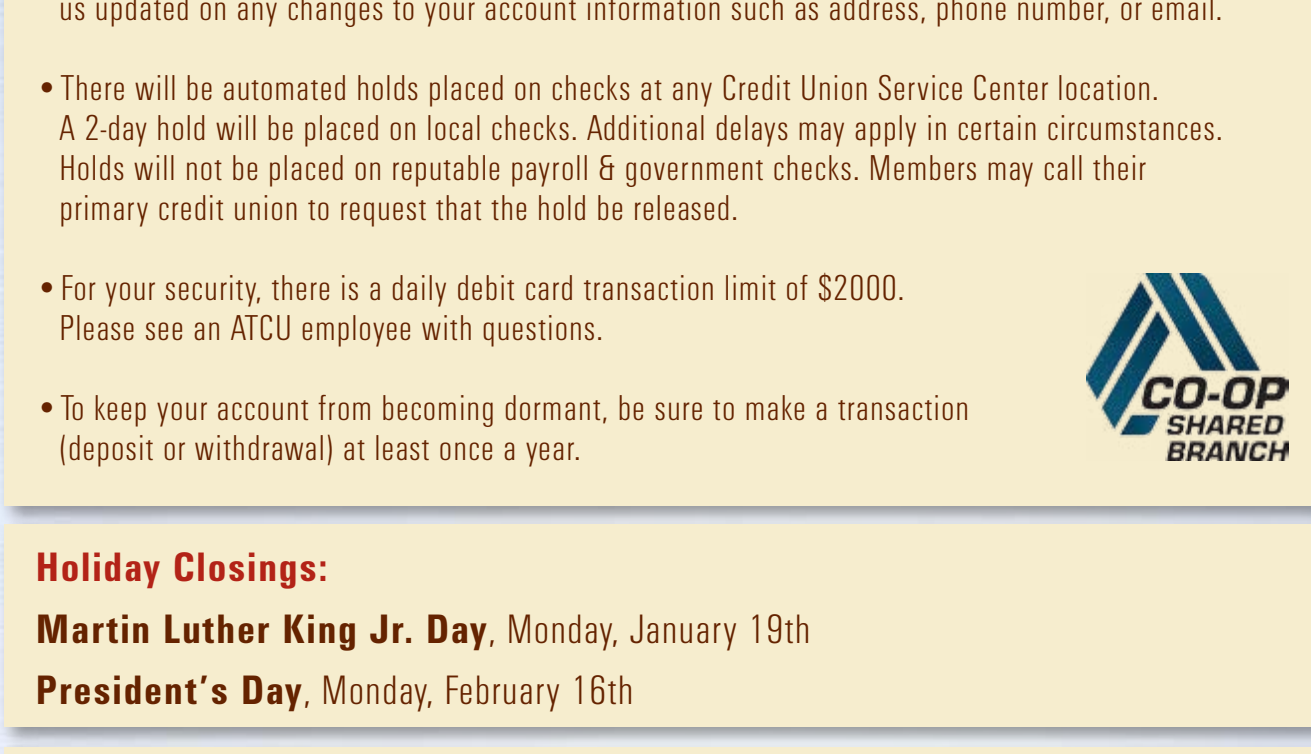 us updated on any changes to your account information such as address, phone number, or email.
• There will be automated holds placed on checks at any Credit Union Service Center location.
A 2-day hold will be placed on local checks. Additional delays may apply in certain circumstances.
Holds will not be placed on reputable payroll & government checks. Members may call their
primary credit union to request that the hold be released.
• For your security, there is a daily debit card transaction limit of $2000.
Please see an ATCU employee with questions.
• To keep your account from becoming dormant, be sure to make a transaction
(deposit or withdrawal) at least once a year.
CO-OP
SHARED
BRANCH
Holiday Closings:
Martin Luther King Jr. Day, Monday, January 19th
President's Day, Monday, February 16th